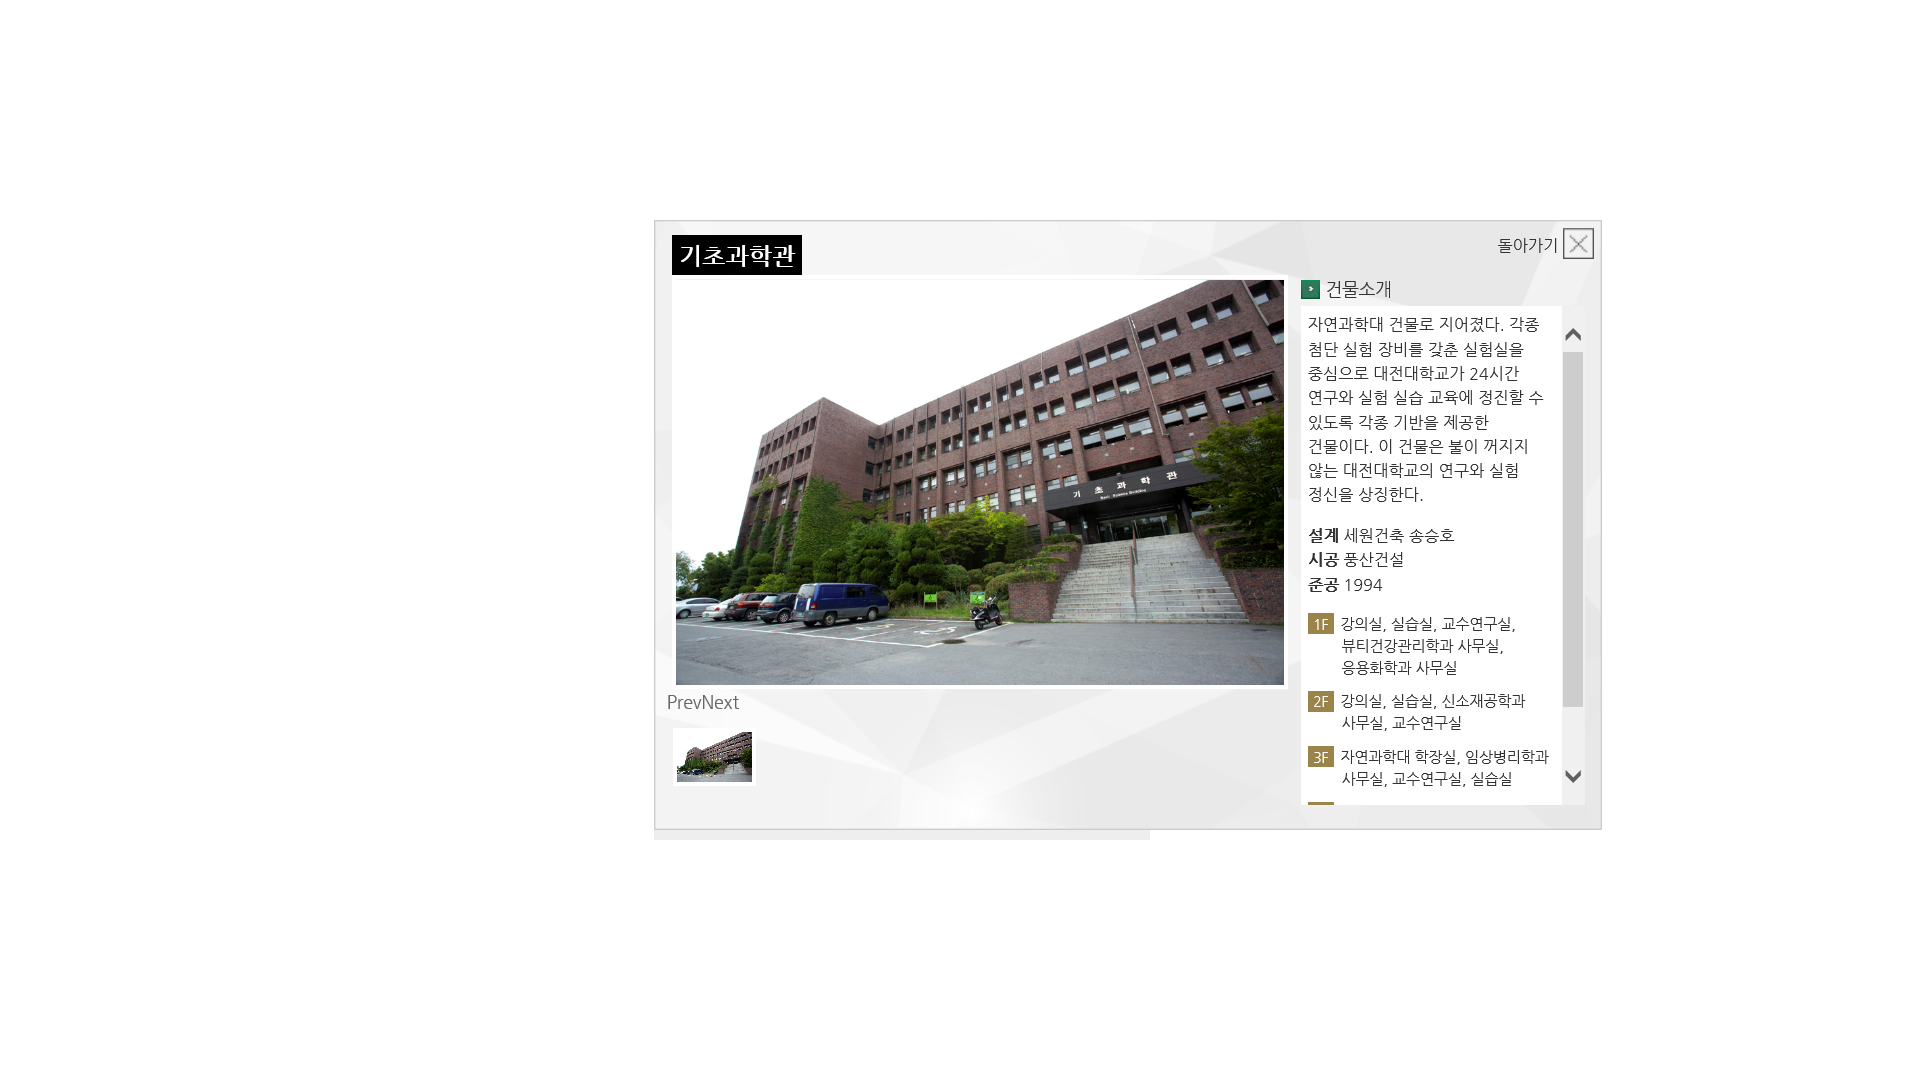 기초과학관
돌아가기
건물소개
자연과학대 건물로 지어졌다. 각종
첨단 실험 장비를 갖춘 실험실을
중심으로 대전대학교가 24시간
연구와 실험 실습 교육에 정진할 수
있도록 각종 기반을 제공한
건물이다. 이 건물은 불이 꺼지지
않는 대전대학교의 연구와 실험
정신을 상징한다.
설계 세원건축 송승호
시공 풍산건설
준공 1994
1F 강의실, 실습실, 교수연구실,
뷰티건강관리학과 사무실,
응용화학과 사무실
2F 강의실, 실습실, 신소재공학과
사무실, 교수연구실
3F 자연과학대 학장실, 임상병리학과
사무실, 교수연구실, 실습실
기초과학관
PrevNext